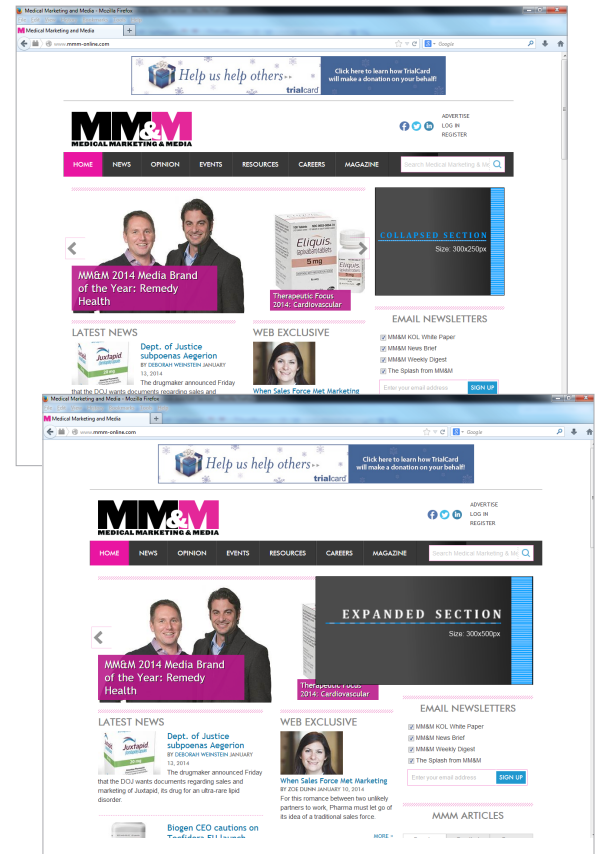 Medical Marketing and Media - Mozilla Firefox
Medical Marketing and Media
www.mmm-online.com
Google
Help us help others
Click here to learn how TrialCard
will make a donation on your behalf!
trialcard
MM&M
MEDICAL MARKETING & MEDIA
ADVERTISE
LOG IN
REGISTER
HOME NEWS OPINION EVENTS RESOURCES CAREERS MAGAZINE
Search Medical Marketing & Me
Eliquis.
(apixaban) tablets
5 mg
Eliquis.
5 mg
COLLAPSED SECTION
Size: 300x250px
MM&M 2014 Media Brand
of the Year: Remedy
Health
Therapeutic Focus
2014: Cardiovascular
LATEST NEWS
Juxtapid
Dept. of Justice
subpoenas Aegerion
BY DEBORAH WEINSTEIN JANUARY
13, 2014
The drugmaker announced Friday
that the DOJ wants documents regarding sales and
WEB EXCLUSIVE
When Sales Force Met Marketing
EMAIL NEWSLETTERS
MM&M KOL White Paper
MM&M News Brief
MM&M Weekly Digest
The Splash from MM&M
Enter your email address SIGN UP
Medical Marketing and Media - Mozilla Firefox
Medical Marketing and Media
www.mmm-online.com
Google
Help us help others
Click here to learn how TrialCard
will make a donation on your behalf!
trialcard
MM&M
MEDICAL MARKETING & MEDIA
ADVERTISE
LOG IN
REGISTER
HOME NEWS OPINION EVENTS RESOURCES CAREERS MAGAZINE
Search Medical Marketing & Me
EXPANDED SECTION
Size: 300x500px
MM&M 2014 Media Brand
of the Year: Remedy
Health
Therapeutic Focus
2014: Cardiovascular
LATEST NEWS
Juxtapid
Dept. of Justice
subpoenas Aegerion
BY DEBORAH WEINSTEIN JANUARY
13, 2014
The drugmaker announced Friday
that the DOJ wants documents regarding sales and
marketing of Juxtapid, its drug for an ultra-rare lipid
disorder.
Biogen CEO cautions on
Tecfidera EU launch
WEB EXCLUSIVE
When Sales Force Met Marketing
BY ZOE DUNN JANUARY 10, 2014
For this romance between two unlikely
partners to work, Pharma must let go of
its idea of a traditional sales force.
MORE
EMAIL NEWSLETTERS
MM&M KOL White Paper
MM&M News Brief
MM&M Weekly Digest
The Splash from MM&M
Enter your email address SIGN UP
MMM ARTICLES